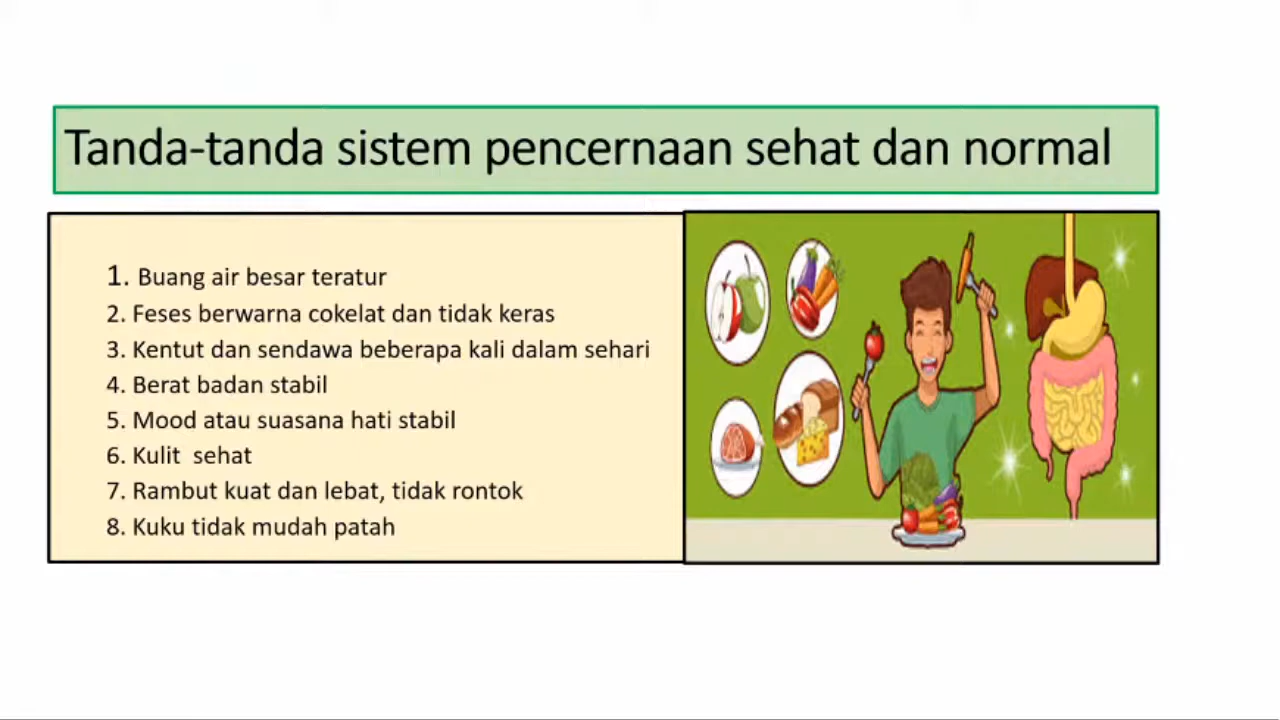 Tanda-tanda sistem pencernaan sehat dan normal
1. Buang air besar teratur
2. Feses berwarna cokelat dan tidak keras
3. Kentut dan sendawa beberapa kali dalam sehari
4. Berat badan stabil
5. Mood atau suasana hati stabil
6. Kulit  sehat
7. Rambut kuat dan lebat, tidak rontok
8. Kuku tidak mudah patah